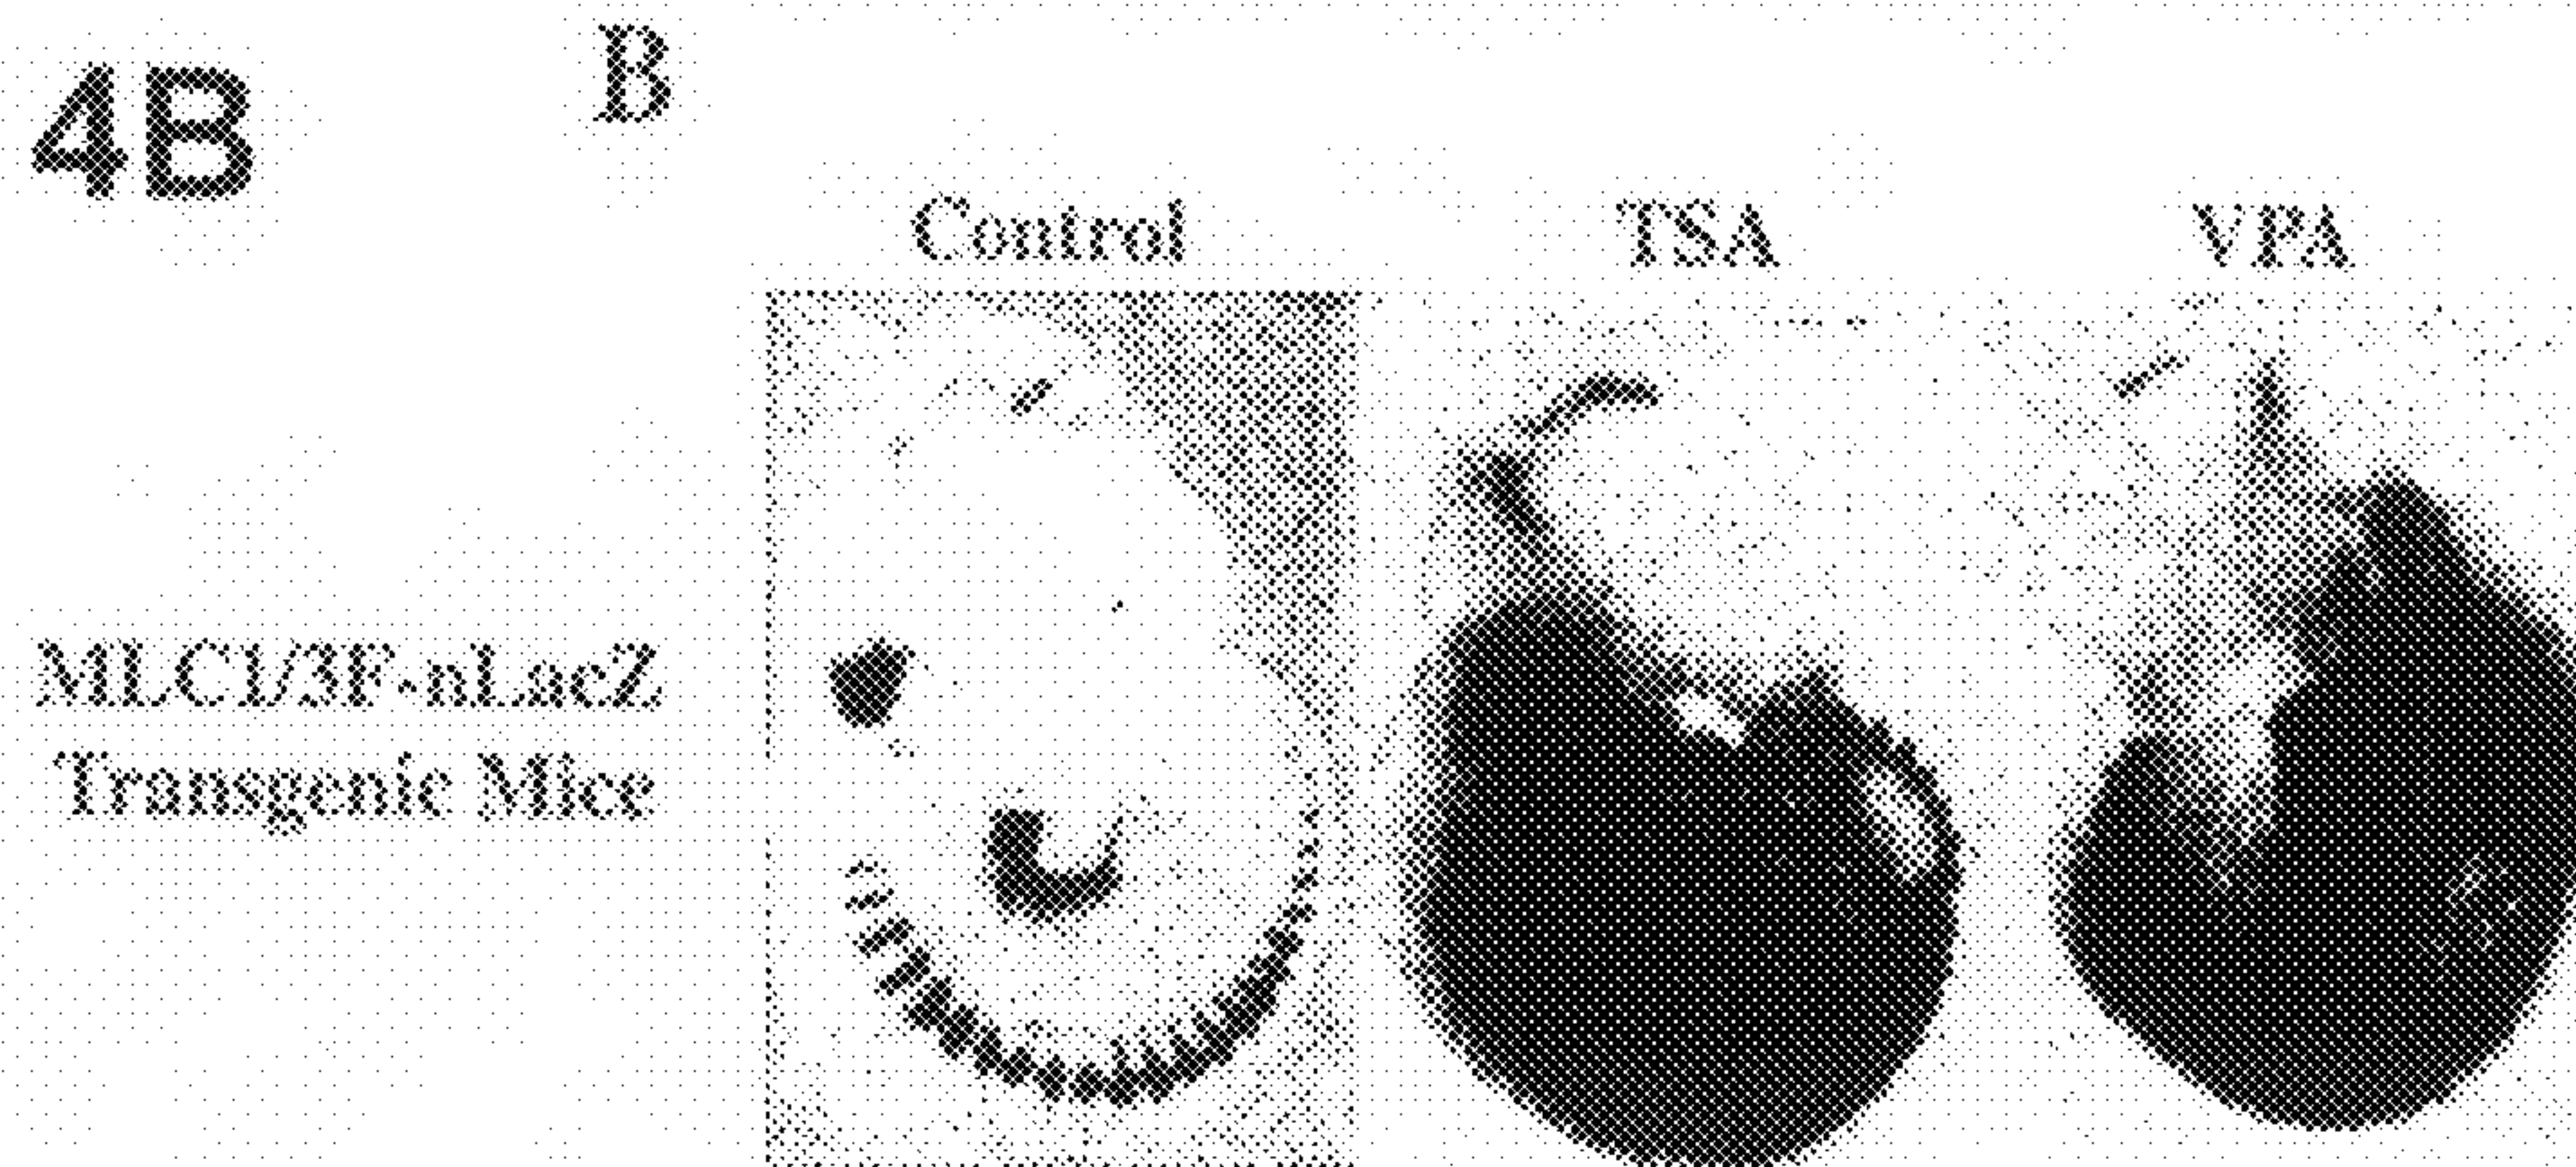 4B
B
Control TSA VPA
MLC1/3F-nLacZ
Transgenic Mice